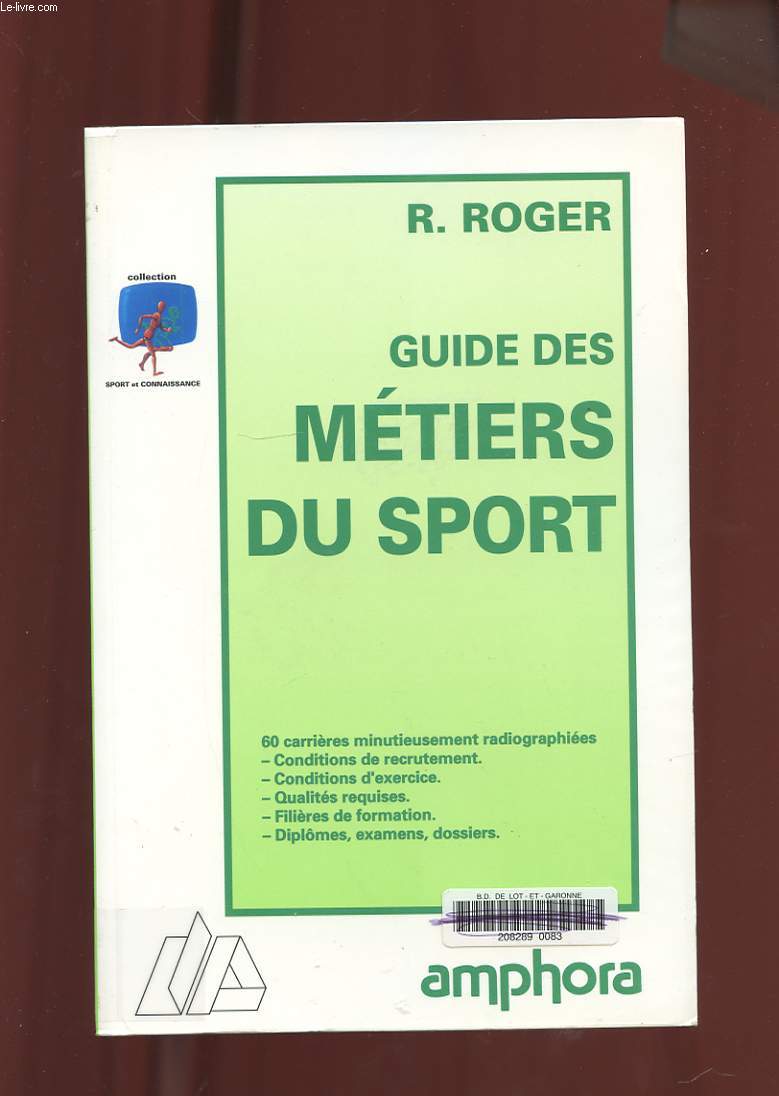 Le-livre.com
R. ROGER
collection
SPORT et CONNAISSANCE
GUIDE DES
MÉTIERS
DU SPORT
60 carrières minutieusement radiographiées
– Conditions de recrutement.
– Conditions d'exercice.
– Qualités requises.
– Filières de formation.
– Diplômes, examens, dossiers.
B.D. DE LOT - ET - GARONNE
208269 0083
amphora